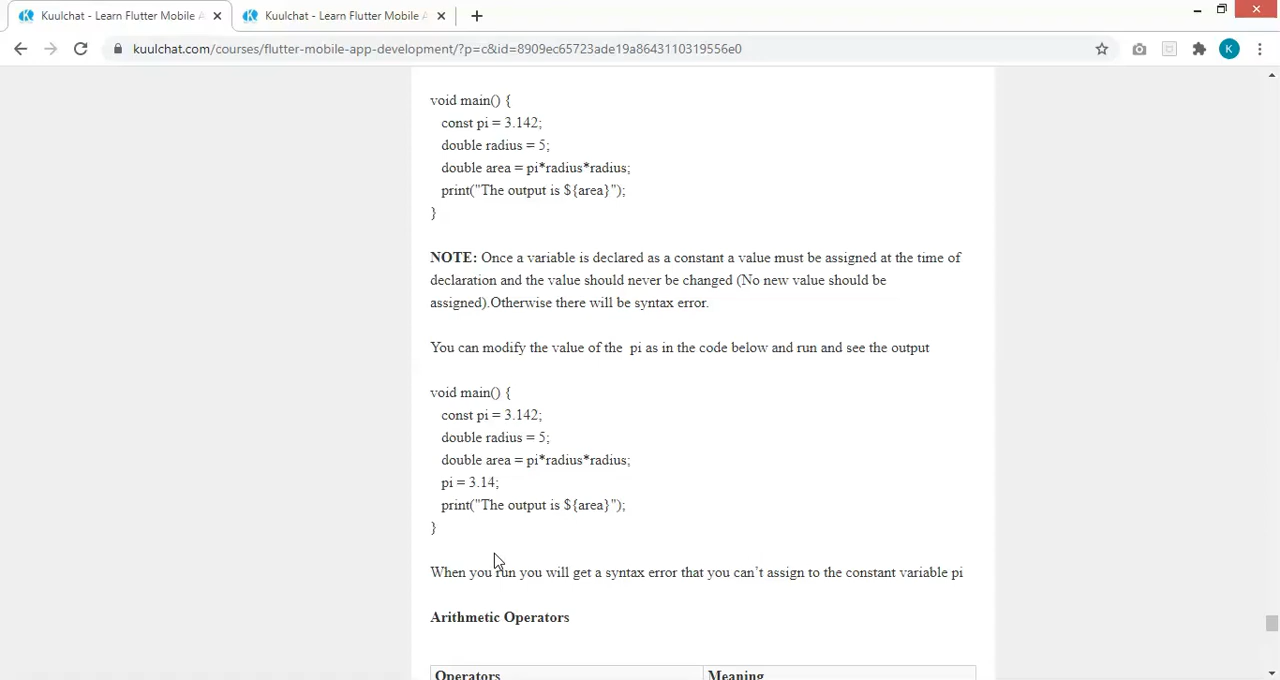 Kuulchat - Learn Flutter Mobile A
Kuulchat - Learn Flutter Mobile A
kuulchat.com/courses/flutter-mobile-app-development/?p=c&id=8909ec65723ade19a8643110319556e0
K
void main() {
const pi = 3.142;
double radius = 5;
double area = pi*radius*radius;
print("The output is ${area}");
}
NOTE: Once a variable is declared as a constant a value must be assigned at the time of
declaration and the value should never be changed (No new value should be
assigned).Otherwise there will be syntax error.
You can modify the value of the  pi as in the code below and run and see the output
void main() {
const pi = 3.142;
double radius = 5;
double area = pi*radius*radius;
pi = 3.14;
print("The output is ${area}");
}
When you run you will get a syntax error that you can’t assign to the constant variable pi
Arithmetic Operators
Operators Meaning